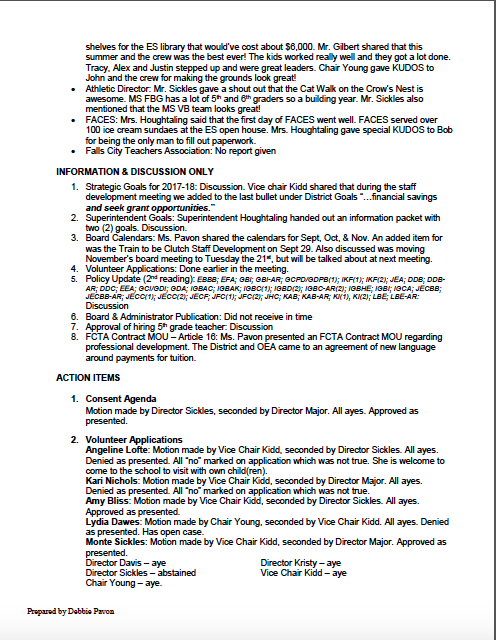 shelves for the ES library that would've cost about $6,000. Mr. Gilbert shared that this
summer and the crew was the best ever! The kids worked really well and they got a lot done.
Tracy, Alex and Justin stepped up and were great leaders. Chair Young gave KUDOS to
John and the crew for making the grounds look great!
• Athletic Director: Mr. Sickles gave a shout out that the Cat Walk on the Crow's Nest is
awesome. MS FBG has a lot of 5th and 6th graders so a building year. Mr. Sickles also
mentioned that the MS VB team looks great!
• FACES: Mrs. Houghtaling said that the first day of FACES went well. FACES served over
100 ice cream sundaes at the ES open house. Mrs. Houghtaling gave special KUDOS to Bob
for being the only man to fill out paperwork.
• Falls City Teachers Association: No report given
INFORMATION & DISCUSSION ONLY
1. Strategic Goals for 2017-18: Discussion. Vice chair Kidd shared that during the staff
development meeting we added to the last bullet under District Goals "…financial savings
and seek grant opportunities."
2. Superintendent Goals: Superintendent Houghtaling handed out an information packet with
two (2) goals. Discussion.
3. Board Calendars: Ms. Pavon shared the calendars for Sept, Oct, & Nov. An added item for
was the Train to be Clutch Staff Development on Sept 29. Also discussed was moving
November's board meeting to Tuesday the 21st, but will be talked about at next meeting.
4. Volunteer Applications: Done earlier in the meeting.
5. Policy Update (2nd reading): EBBB; EFA; GBI; GBI-AR; GCPD/GDPB(1); IKF(1); IKF(2); JEA; DDB; DDB-
AR; DDC; EEA; GCI/GDI; GDA; IGBAC; IGBAK; IGBC(1); IGBD(2); IGBC-AR(2); IGBHE; IGBI; IGCA; JECBB;
JECBB-AR; JECC(1); JECC(2); JECF; JFC(1); JFC(2); JHC; KAB; KAB-AR; KI(1), KI(2); LBE; LBE-AR:
Discussion
6. Board & Administrator Publication: Did not receive in time
7. Approval of hiring 5th grade teacher: Discussion
8. FCTA Contract MOU – Article 16: Ms. Pavon presented an FCTA Contract MOU regarding
professional development. The District and OEA came to an agreement of new language
around payments for tuition.
ACTION ITEMS
1. Consent Agenda
Motion made by Director Sickles, seconded by Director Major. All ayes. Approved as
presented.
2. Volunteer Applications
Angeline Lofte: Motion made by Vice Chair Kidd, seconded by Director Sickles. All ayes.
Denied as presented. All "no" marked on application which was not true. She is welcome to
come to the school to visit with own child(ren).
Kari Nichols: Motion made by Vice Chair Kidd, seconded by Director Major. All ayes.
Denied as presented. All "no" marked on application which was not true.
Amy Bliss: Motion made by Vice Chair Kidd, seconded by Director Sickles. All ayes.
Approved as presented.
Lydia Dawes: Motion made by Chair Young, seconded by Vice Chair Kidd. All ayes. Denied
as presented. Has open case.
Monte Sickles: Motion made by Vice Chair Kidd, seconded by Director Major. Approved as
presented.
Director Davis – aye Director Kristy – aye
Director Sickles – abstained Vice Chair Kidd – aye
Chair Young – aye.
Prepared by Debbie Pavon